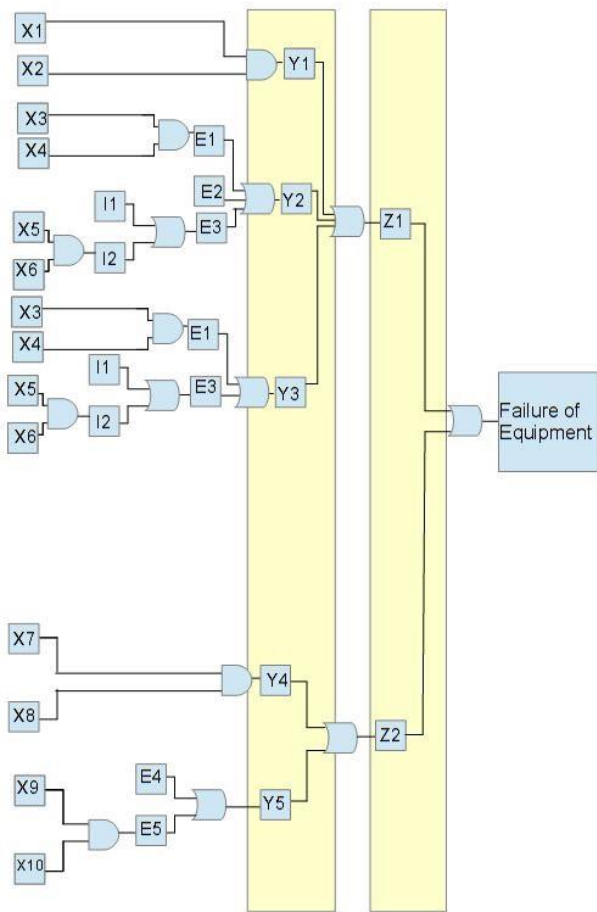 X1
X2
Y1
X3
X4
E1
I1
E2
Y2
X5
X6
I2
E3
Z1
X3
X4
E1
I1
E3
Y3
X5
X6
I2
Failure of
Equipment
X7
X8
Y4
Z2
X9
X10
E4
E5
Y5